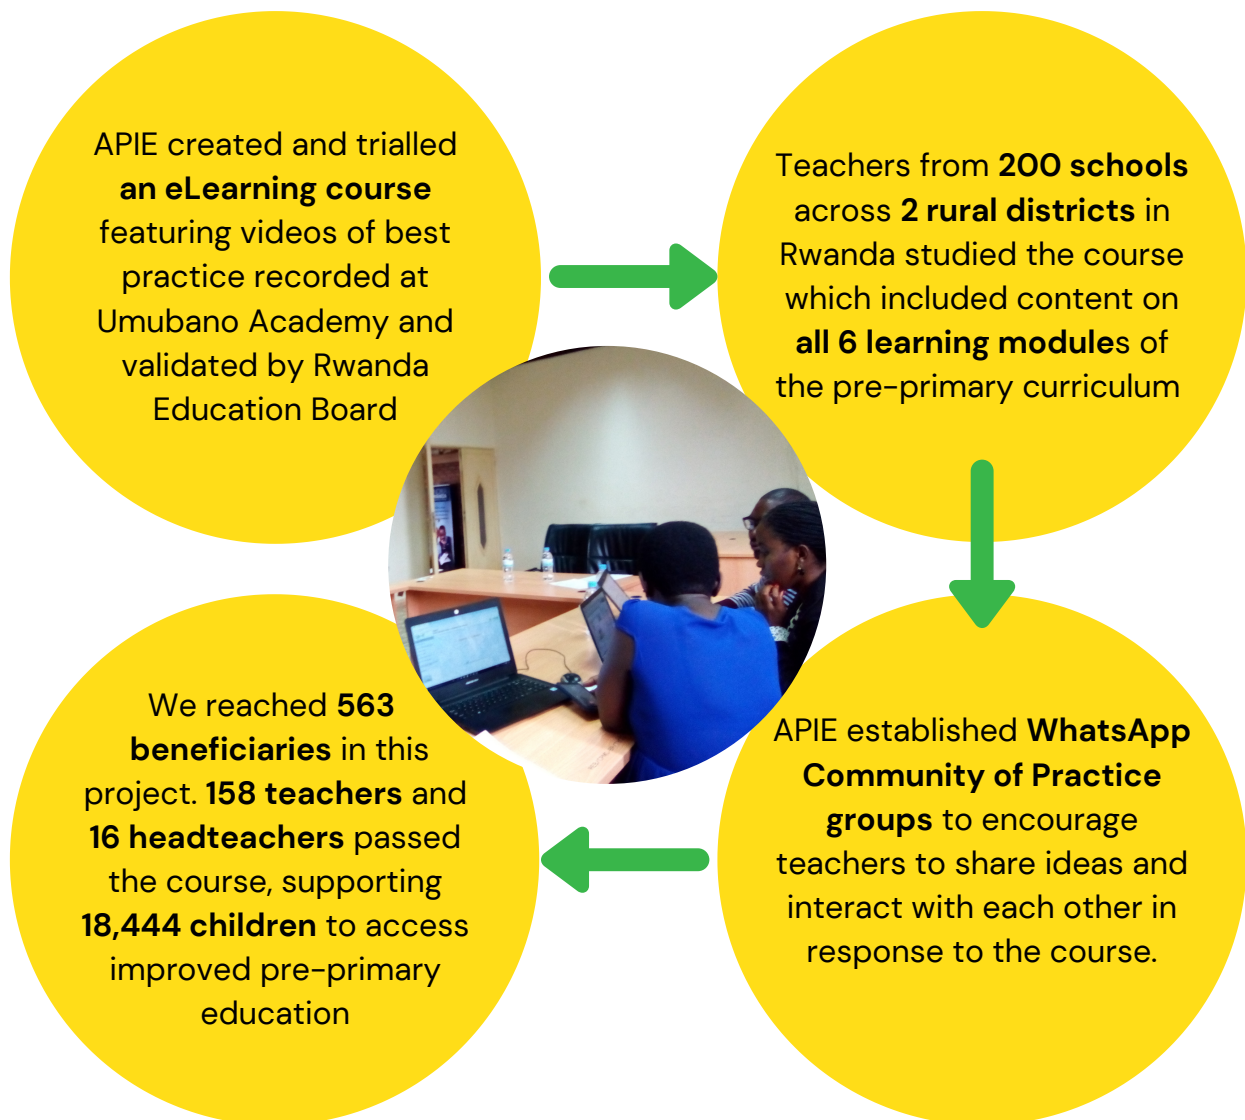 APIE created and trialled
an eLearning course
featuring videos of best
practice recorded at
Umubano Academy and
validated by Rwanda
Education Board
Teachers from 200 schools
across 2 rural districts in
Rwanda studied the course
which included content on
all 6 learning modules of
the pre-primary curriculum
APIE established WhatsApp
Community of Practice
groups to encourage
teachers to share ideas and
interact with each other in
response to the course.
We reached 563
beneficiaries in this
project. 158 teachers and
16 headteachers passed
the course, supporting
18,444 children to access
improved pre-primary
education